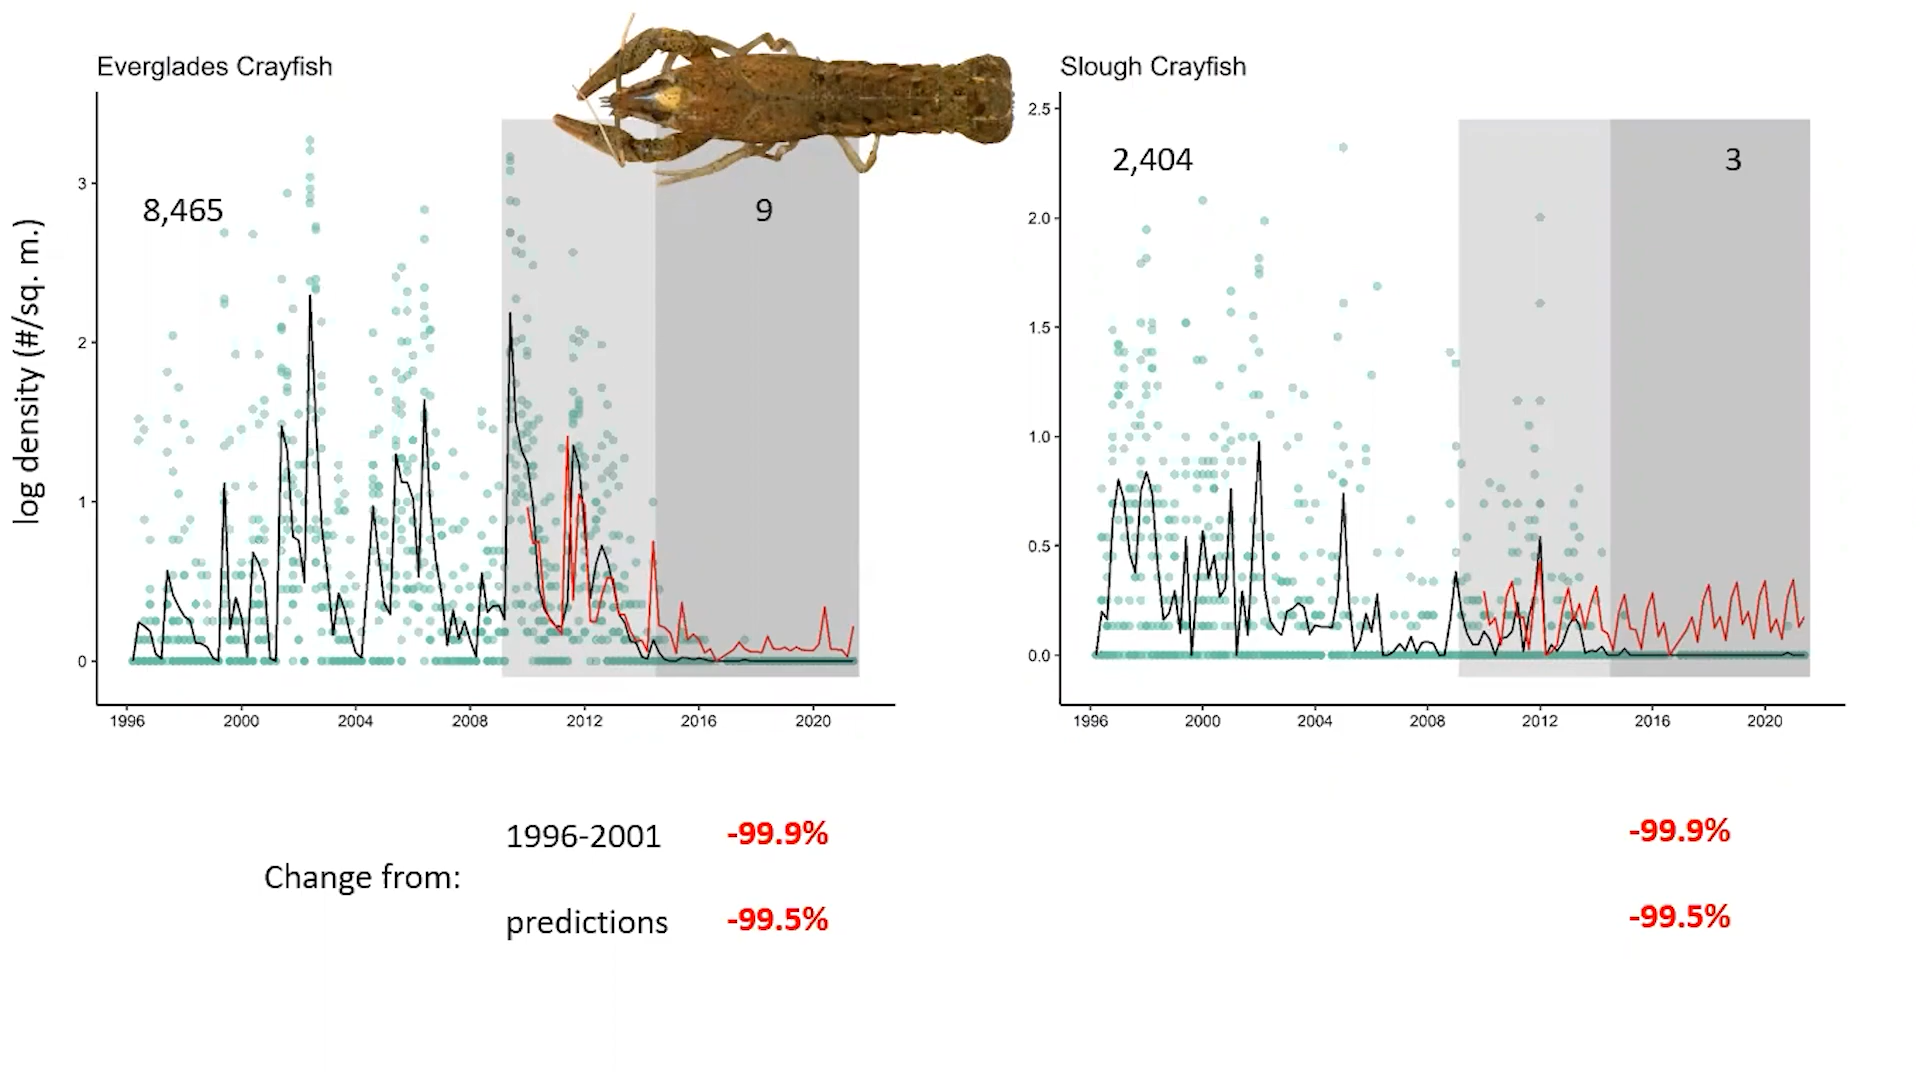 Everglades Crayfish
Slough Crayfish
log density (#/sq. m.)
3
2
1
0
8,465
9
1996 2000 2004 2008 2012 2016 2020
2.5
2.0
1.5
1.0
0.5
0.0
2,404
3
1996 2000 2004 2008 2012 2016 2020
Change from:
1996-2001 -99.9% -99.9%
predictions -99.5% -99.5%